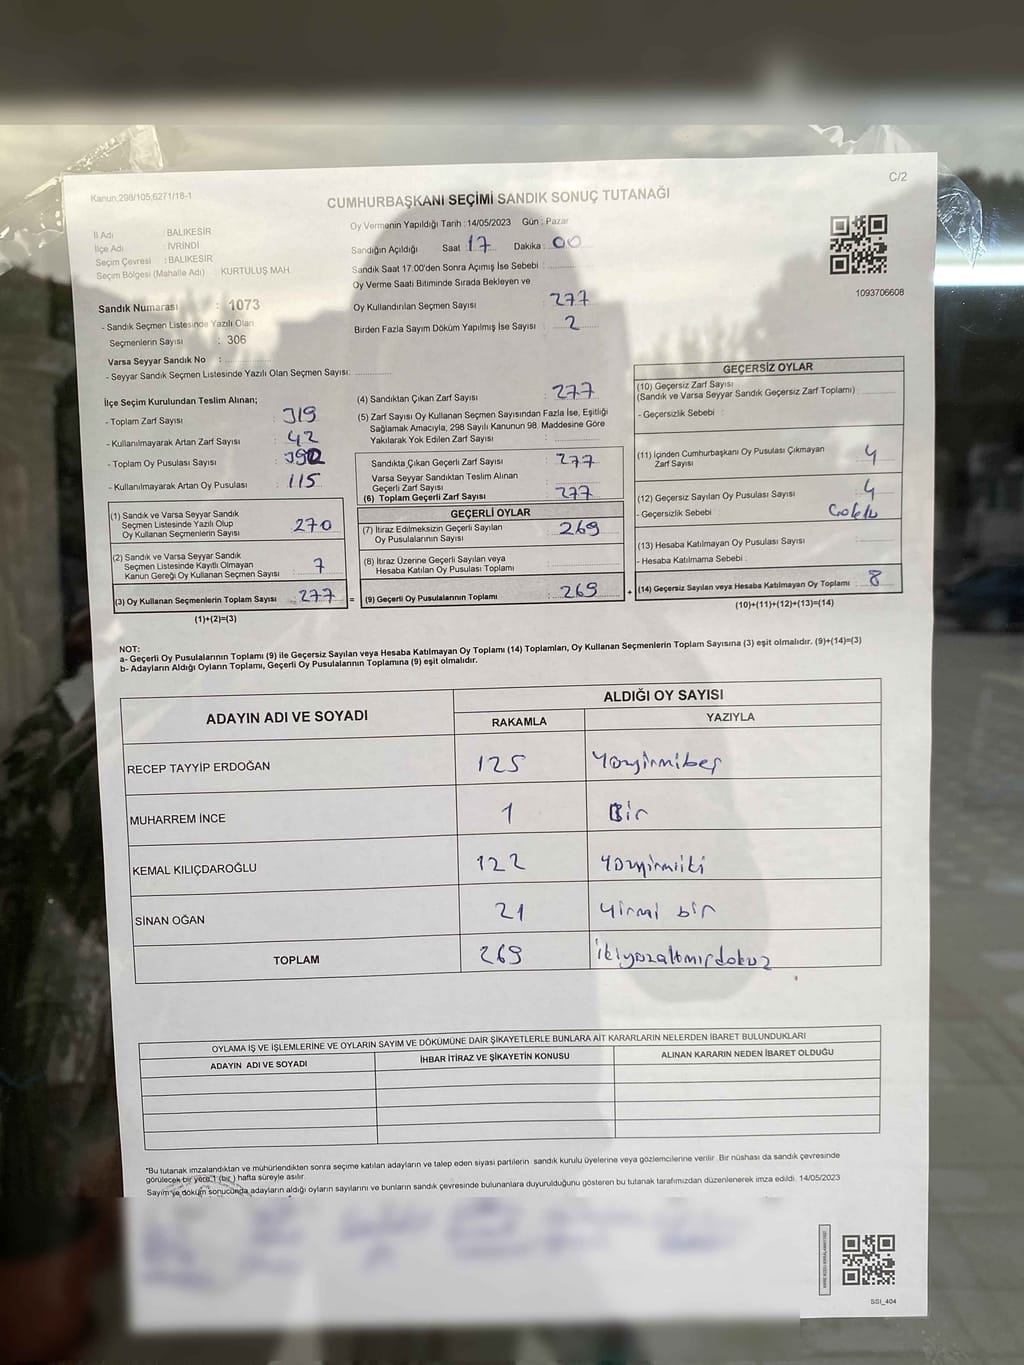 Kanun;298/105,6271/18-1
C/2
CUMHURBAŞKANI SEÇİMİ SANDIK SONUÇ TUTANAĞI
İl Adı : BALIKESİR
İlçe Adı : İVRİNDİ
Seçim Çevresi : BALIKESİR
Seçim Bölgesi (Mahalle Adı) : KURTULUŞ MAH.
Sandık Numarası : 1073
- Sandık Seçmen Listesinde Yazılı Olan
Seçmenlerin Sayısı : 306
Varsa Seyyar Sandık No :
- Seyyar Sandık Seçmen Listesinde Yazılı Olan Seçmen Sayısı:
Oy Vermenin Yapıldığı Tarih : 14/05/2023 Gün : Pazar
Sandığın Açıldığı Saat 17 Dakika : 00
Sandık Saat 17:00'den Sonra Açımış İse Sebebi :
Oy Verme Saati Bitiminde Sırada Bekleyen ve
Oy Kullandırılan Seçmen Sayısı : 277
Birden Fazla Sayım Döküm Yapılmış İse Sayısı : 2
1093706608
İlçe Seçim Kurulundan Teslim Alınan;
- Toplam Zarf Sayısı : 319
- Kullanılmayarak Artan Zarf Sayısı : 42
- Toplam Oy Pusulası Sayısı :
- Kullanılmayarak Artan Oy Pusulası : 115
(1) Sandık ve Varsa Seyyar Sandık
Seçmen Listesinde Yazılı Olup
Oy Kullanan Seçmenlerin Sayısı : 270
(2) Sandık ve Varsa Seyyar Sandık
Seçmen Listesinde Kayıtlı Olmayan
Kanun Gereği Oy Kullanan Seçmen Sayısı : 7
(3) Oy Kullanan Seçmenlerin Toplam Sayısı : 277 =
(1)+(2)=(3)
(4) Sandıktan Çıkan Zarf Sayısı : 277
(5) Zarf Sayısı Oy Kullanan Seçmen Sayısından Fazla İse, Eşitliği
Sağlamak Amacıyla, 298 Sayılı Kanunun 98. Maddesine Göre
Yakılarak Yok Edilen Zarf Sayısı :
Sandıkta Çıkan Geçerli Zarf Sayısı : 277
Varsa Seyyar Sandıktan Teslim Alınan
Geçerli Zarf Sayısı :
(6) Toplam Geçerli Zarf Sayısı : 277
GEÇERLİ OYLAR
(7) İtiraz Edilmeksizin Geçerli Sayılan
Oy Pusulalarının Sayısı : 269
(8) İtiraz Üzerine Geçerli Sayılan veya
Hesaba Katılan Oy Pusulası Toplamı :
(9) Geçerli Oy Pusulalarının Toplamı : 269 +
GEÇERSİZ OYLAR
(10) Geçersiz Zarf Sayısı
(Sandık ve Varsa Seyyar Sandık Geçersiz Zarf Toplamı) :
- Geçersizlik Sebebi :
(11) İçinden Cumhurbaşkanı Oy Pusulası Çıkmayan
Zarf Sayısı : 4
(12) Geçersiz Sayılan Oy Pusulası Sayısı : 4
- Geçersizlik Sebebi :
(13) Hesaba Katılmayan Oy Pusulası Sayısı :
- Hesaba Katılmama Sebebi :
(14) Geçersiz Sayılan veya Hesaba Katılmayan Oy Toplamı : 8
(10)+(11)+(12)+(13)=(14)
NOT:
a- Geçerli Oy Pusulalarının Toplamı (9) ile Geçersiz Sayılan veya Hesaba Katılmayan Oy Toplamı (14) Toplamları, Oy Kullanan Seçmenlerin Toplam Sayısına (3) eşit olmalıdır. (9)+(14)=(3)
b- Adayların Aldığı Oyların Toplamı, Geçerli Oy Pusulalarının Toplamına (9) eşit olmalıdır.
ADAYIN ADI VE SOYADI ALDIĞI OY SAYISI
RAKAMLA YAZIYLA
RECEP TAYYİP ERDOĞAN 125 Yüzyirmibeş
MUHARREM İNCE 1 Bir
KEMAL KILIÇDAROĞLU 122 Yüzyirmiiki
SİNAN OĞAN 21 Yirmi bir
TOPLAM 269 İkiyüzaltmışdokuz
OYLAMA İŞ VE İŞLEMLERİNE VE OYLARIN SAYIM VE DÖKÜMÜNE DAİR ŞİKAYETLERLE BUNLARA AİT KARARLARIN NELERDEN İBARET BULUNDUKLARI
ADAYIN ADI VE SOYADI İHBAR İTİRAZ VE ŞİKAYETİN KONUSU ALINAN KARARIN NEDEN İBARET OLDUĞU
*Bu tutanak imzalandıktan ve mühürlendikten sonra seçime katılan adayların ve talep eden siyasi partilerin sandık kurulu üyelerine veya gözlemcilerine verilir. Bir nüshası da sandık çevresinde
görülecek bir yere 1 (bir) hafta süreyle asılır.
Sayım ve döküm sonucunda adayların aldığı oyların sayılarını ve bunların sandık çevresinde bulunanlara duyurulduğunu gösteren bu tutanak tarafımızdan düzenlenerek imza edildi. 14/05/2023
SSI_404